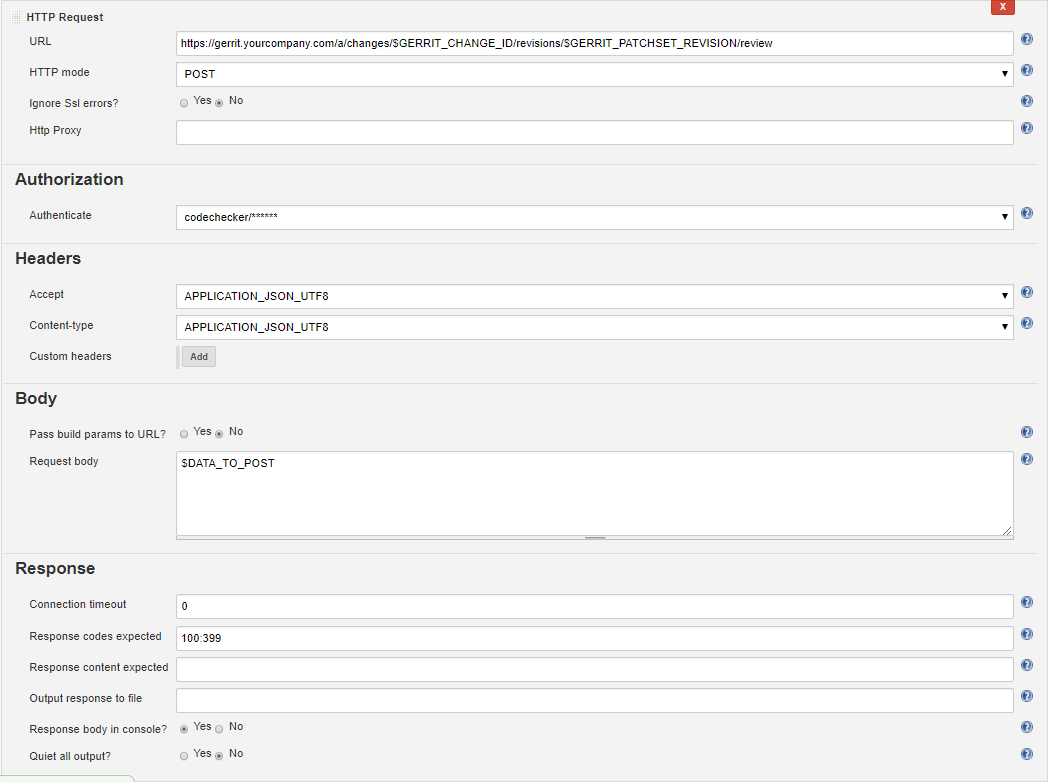 HTTP Request
X
URL
https://gerrit.yourcompany.com/a/changes/$GERRIT_CHANGE_ID/revisions/$GERRIT_PATCHSET_REVISION/review
HTTP mode
POST
Ignore Ssl errors?
Yes No
Http Proxy
Authorization
Authenticate
codechecker/******
Headers
Accept
APPLICATION_JSON_UTF8
Content-type
APPLICATION_JSON_UTF8
Custom headers
Add
Body
Pass build params to URL?
Yes No
Request body
$DATA_TO_POST
Response
Connection timeout
0
Response codes expected
100:399
Response content expected
Output response to file
Response body in console?
Yes No
Quiet all output?
Yes No